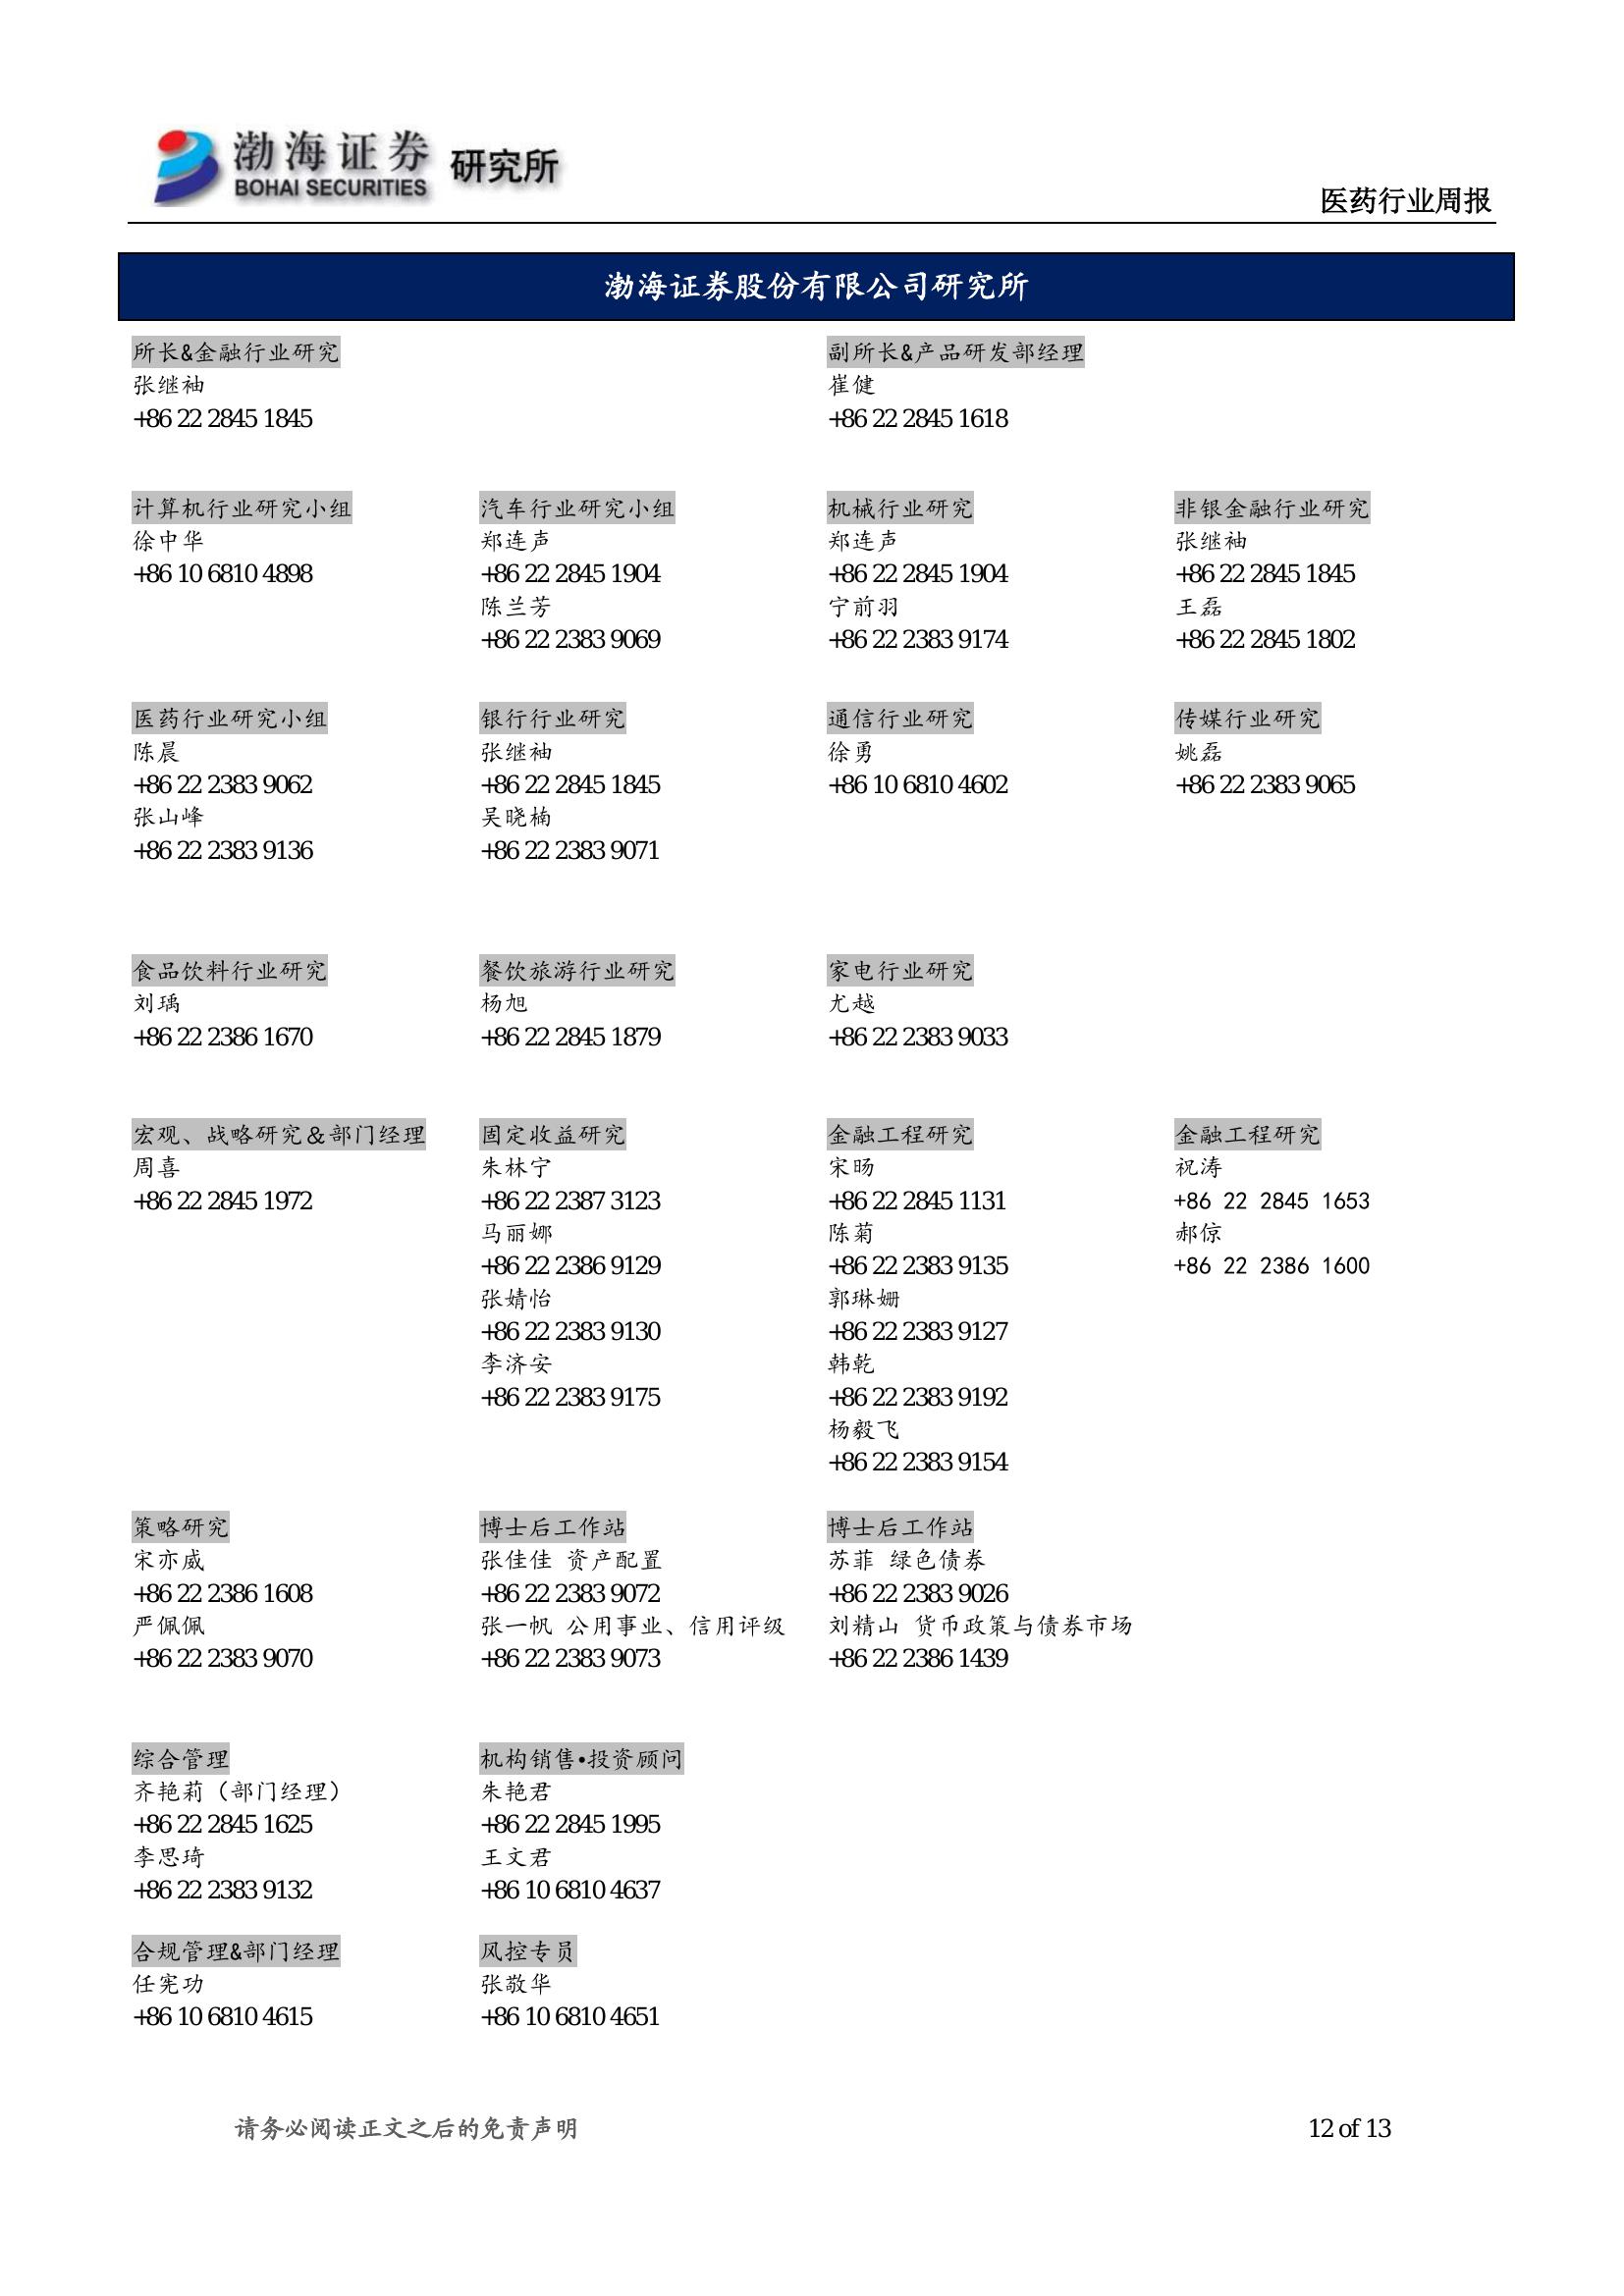 渤海证券 研究所
BOHAI SECURITIES
医药行业周报
渤海证券股份有限公司研究所
所长&金融行业研究
张继袖
+86 22 2845 1845
副所长&产品研发部经理
崔健
+86 22 2845 1618
计算机行业研究小组
徐中华
+86 10 6810 4898
汽车行业研究小组
郑连声
+86 22 2845 1904
陈兰芳
+86 22 2383 9069
机械行业研究
郑连声
+86 22 2845 1904
宁前羽
+86 22 2383 9174
非银金融行业研究
张继袖
+86 22 2845 1845
王磊
+86 22 2845 1802
医药行业研究小组
陈晨
+86 22 2383 9062
张山峰
+86 22 2383 9136
银行行业研究
张继袖
+86 22 2845 1845
吴晓楠
+86 22 2383 9071
通信行业研究
徐勇
+86 10 6810 4602
传媒行业研究
姚磊
+86 22 2383 9065
食品饮料行业研究
刘瑀
+86 22 2386 1670
餐饮旅游行业研究
杨旭
+86 22 2845 1879
家电行业研究
尤越
+86 22 2383 9033
宏观、战略研究＆部门经理
周喜
+86 22 2845 1972
固定收益研究
朱林宁
+86 22 2387 3123
马丽娜
+86 22 2386 9129
张婧怡
+86 22 2383 9130
李济安
+86 22 2383 9175
金融工程研究
宋旸
+86 22 2845 1131
陈菊
+86 22 2383 9135
郭琳姗
+86 22 2383 9127
韩乾
+86 22 2383 9192
杨毅飞
+86 22 2383 9154
金融工程研究
祝涛
+86 22 2845 1653
郝倞
+86 22 2386 1600
策略研究
宋亦威
+86 22 2386 1608
严佩佩
+86 22 2383 9070
博士后工作站
张佳佳 资产配置
+86 22 2383 9072
张一帆 公用事业、信用评级
+86 22 2383 9073
博士后工作站
苏菲 绿色债券
+86 22 2383 9026
刘精山 货币政策与债券市场
+86 22 2386 1439
综合管理
齐艳莉（部门经理）
+86 22 2845 1625
李思琦
+86 22 2383 9132
机构销售•投资顾问
朱艳君
+86 22 2845 1995
王文君
+86 10 6810 4637
合规管理&部门经理
任宪功
+86 10 6810 4615
风控专员
张敬华
+86 10 6810 4651
请务必阅读正文之后的免责声明
12 of 13